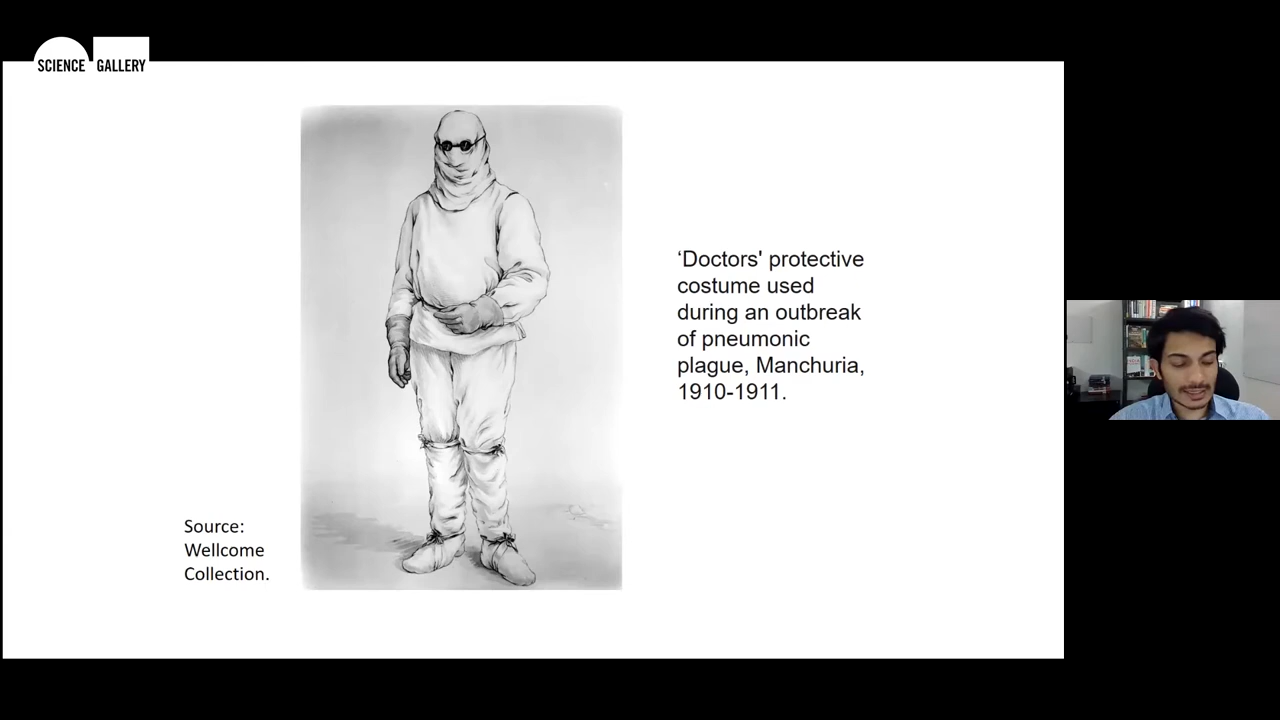 SCIENCE GALLERY
‘Doctors' protective
costume used
during an outbreak
of pneumonic
plague, Manchuria,
1910-1911.
Source:
Wellcome
Collection.